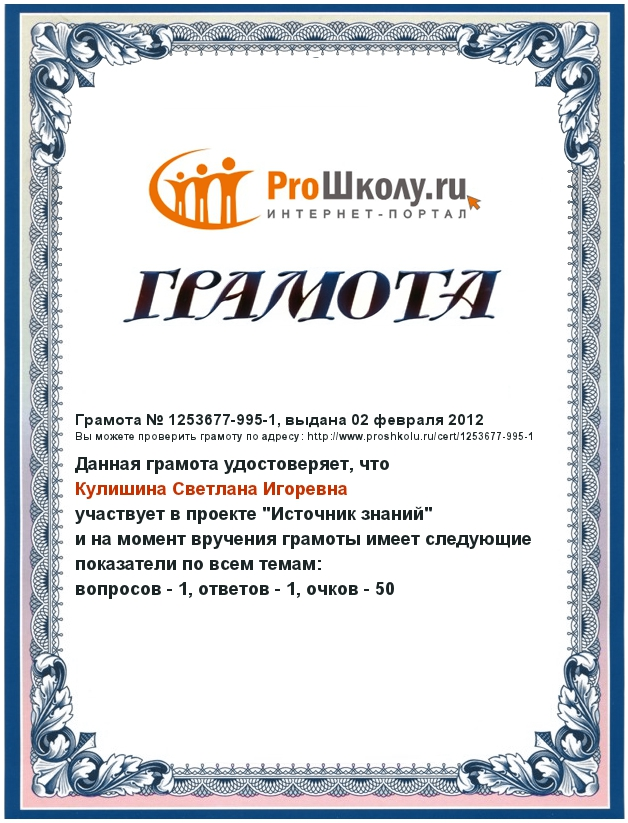 ProШколу.ru
ИНТЕРНЕТ-ПОРТАЛ
ГРАМОТА
Грамота № 1253677-995-1, выдана 02 февраля 2012
Вы можете проверить грамоту по адресу: http://www.proshkolu.ru/cert/1253677-995-1
Данная грамота удостоверяет, что
Кулишина Светлана Игоревна
участвует в проекте "Источник знаний"
и на момент вручения грамоты имеет следующие
показатели по всем темам:
вопросов - 1, ответов - 1, очков - 50